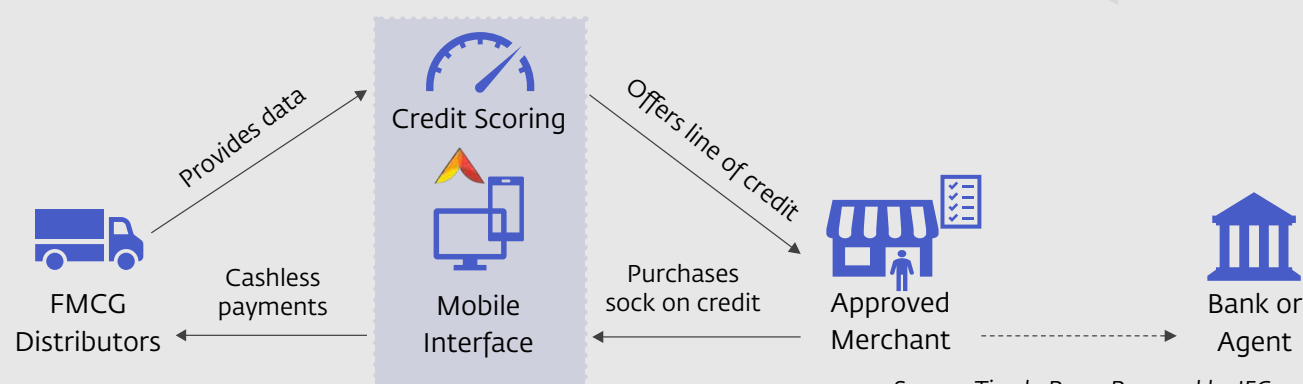 Provides data
Credit Scoring
Offers line of credit
FMCG
Distributors
Cashless
payments
Mobile
Interface
Purchases
sock on credit
Approved
Merchant
Bank or
Agent